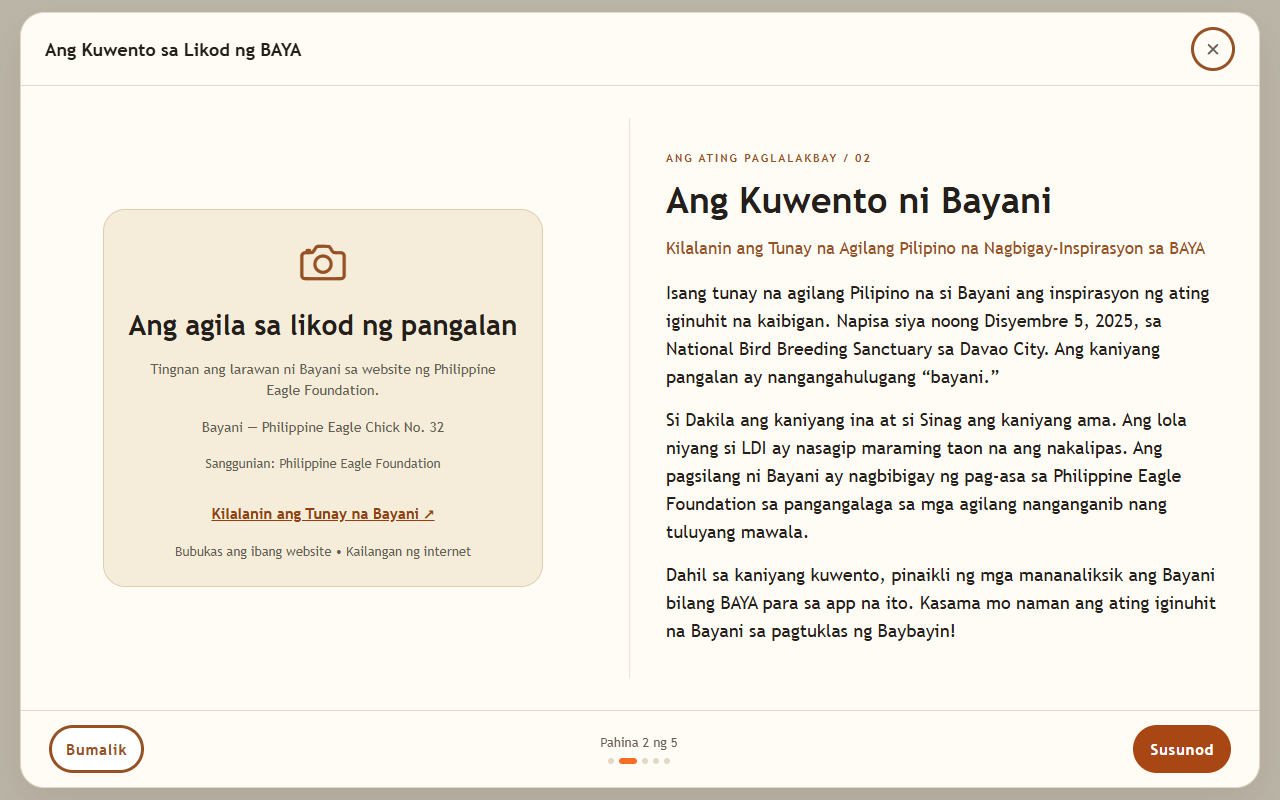 Ang Kuwento sa Likod ng BAYA
Ang agila sa likod ng pangalan
Tingnan ang larawan ni Bayani sa website ng Philippine
Eagle Foundation.
Bayani — Philippine Eagle Chick No. 32
Sanggunian: Philippine Eagle Foundation
Kilalanin ang Tunay na Bayani ↗
Bubukas ang ibang website • Kailangan ng internet
ANG ATING PAGLALAKBAY / 02
Ang Kuwento ni Bayani
Kilalanin ang Tunay na Agilang Pilipino na Nagbigay-Inspirasyon sa BAYA
Isang tunay na agilang Pilipino na si Bayani ang inspirasyon ng ating
iginuhit na kaibigan. Napisa siya noong Disyembre 5, 2025, sa
National Bird Breeding Sanctuary sa Davao City. Ang kaniyang
pangalan ay nangangahulugang “bayani.”
Si Dakila ang kaniyang ina at si Sinag ang kaniyang ama. Ang lola
niyang si LDI ay nasagip maraming taon na ang nakalipas. Ang
pagsilang ni Bayani ay nagbibigay ng pag-asa sa Philippine Eagle
Foundation sa pangangalaga sa mga agilang nanganganib nang
tuluyang mawala.
Dahil sa kaniyang kuwento, pinaikli ng mga mananaliksik ang Bayani
bilang BAYA para sa app na ito. Kasama mo naman ang ating iginuhit
na Bayani sa pagtuklas ng Baybayin!
Bumalik
Pahina 2 ng 5
Susunod